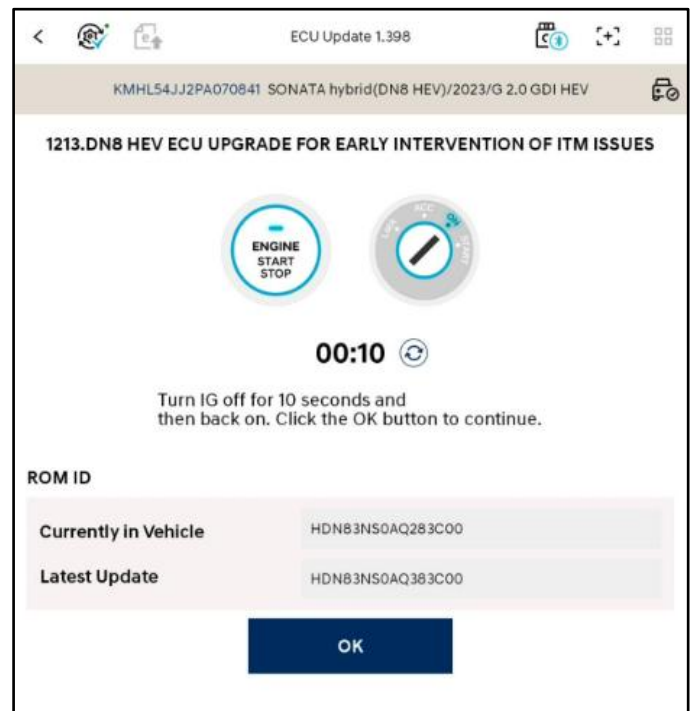 ECU Update 1.398
KMHL54JJ2PA070841 SONATA hybrid(DN8 HEV)/2023/G 2.0 GDI HEV
1213.DN8 HEV ECU UPGRADE FOR EARLY INTERVENTION OF ITM ISSUES
ENGINE
START
STOP
LOCK
ACC
ON
START
00:10
Turn IG off for 10 seconds and
then back on. Click the OK button to continue.
ROM ID
Currently in Vehicle HDN83NS0AQ283C00
Latest Update HDN83NS0AQ383C00
OK